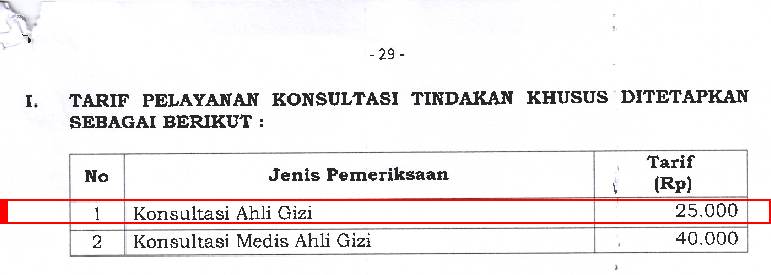 - 29 -
I. TARIF PELAYANAN KONSULTASI TINDAKAN KHUSUS DITETAPKAN
SEBAGAI BERIKUT :
No Jenis Pemeriksaan Tarif (Rp)
1 Konsultasi Ahli Gizi 25.000
2 Konsultasi Medis Ahli Gizi 40.000